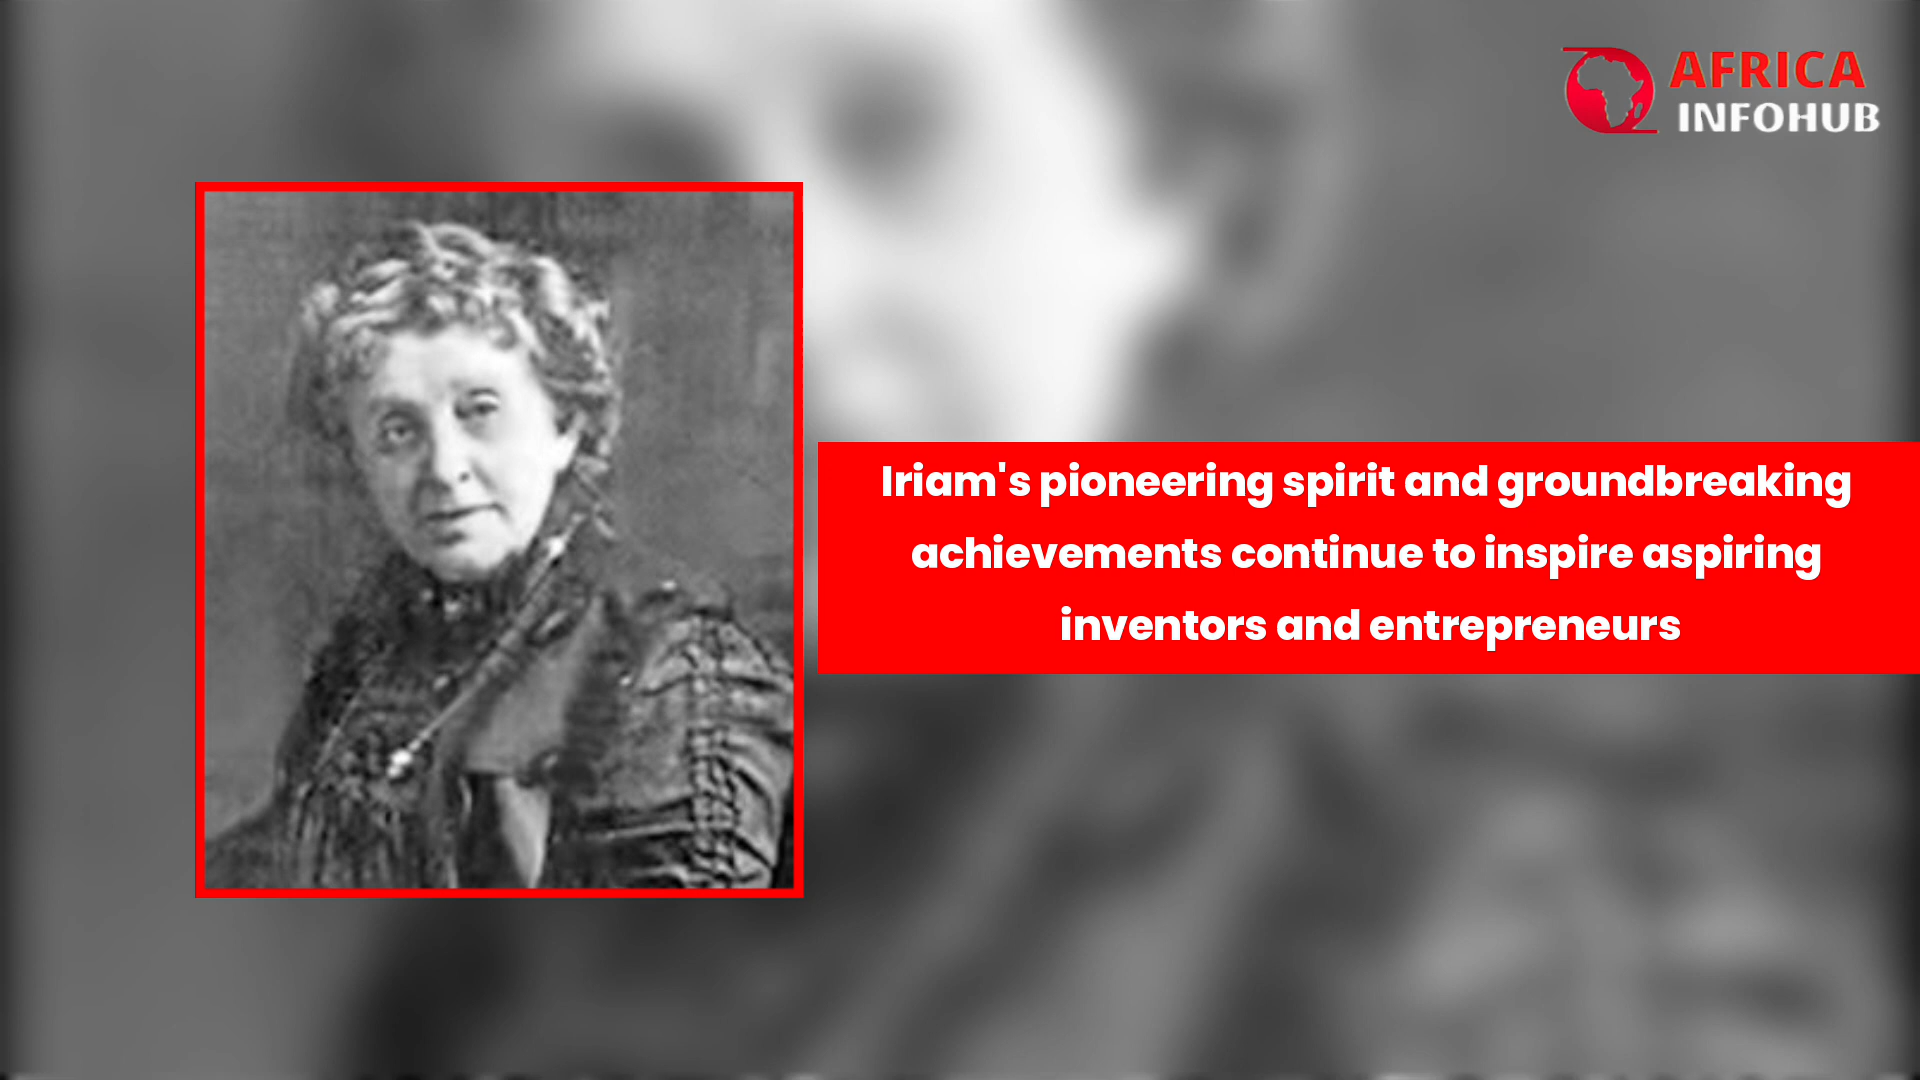 AFRICA
INFOHUB
Iriam's pioneering spirit and groundbreaking
achievements continue to inspire aspiring
inventors and entrepreneurs